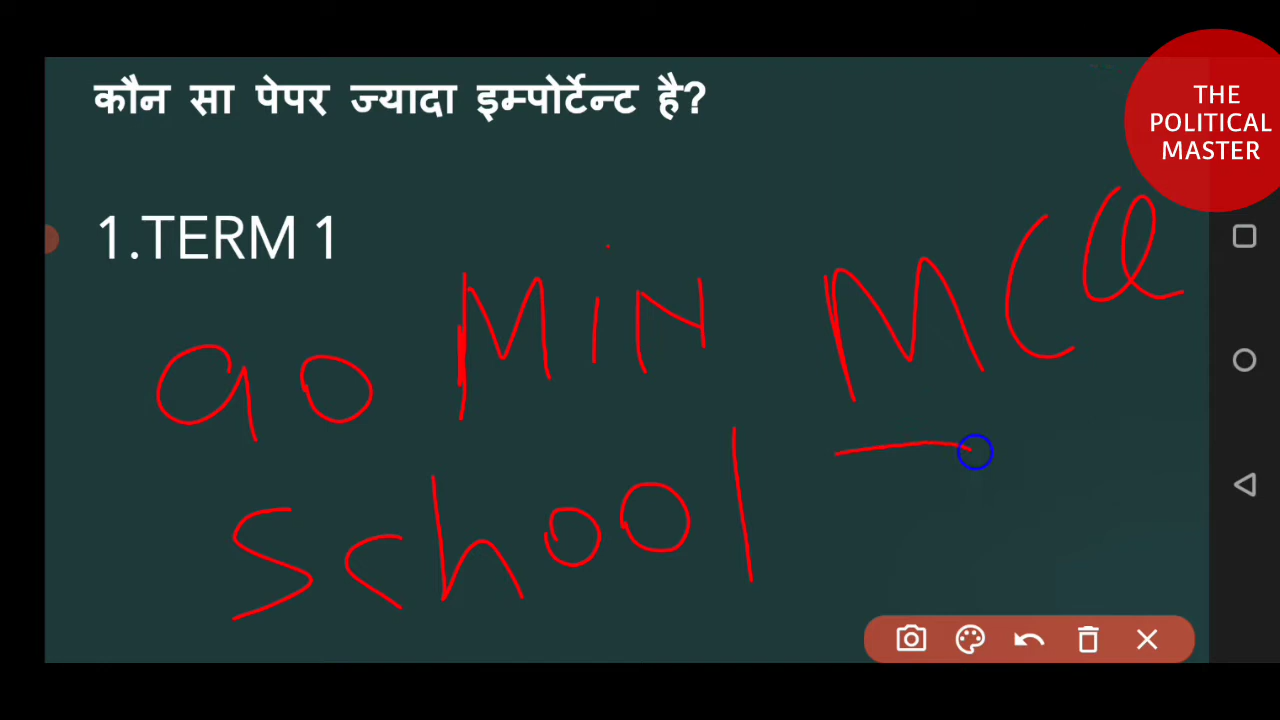 कौन सा पेपर ज्यादा इम्पोर्टेन्ट है?
THE
POLITICAL
MASTER
1.TERM 1
90 MIN MCQ
School